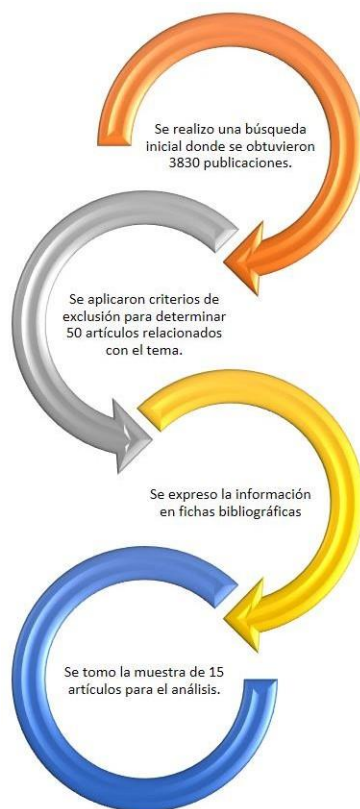 Se realizo una búsqueda
inicial donde se obtuvieron
3830 publicaciones.
Se aplicaron criterios de
exclusión para determinar
50 artículos relacionados
con el tema.
Se expreso la información
en fichas bibliográficas
Se tomo la muestra de 15
artículos para el análisis.